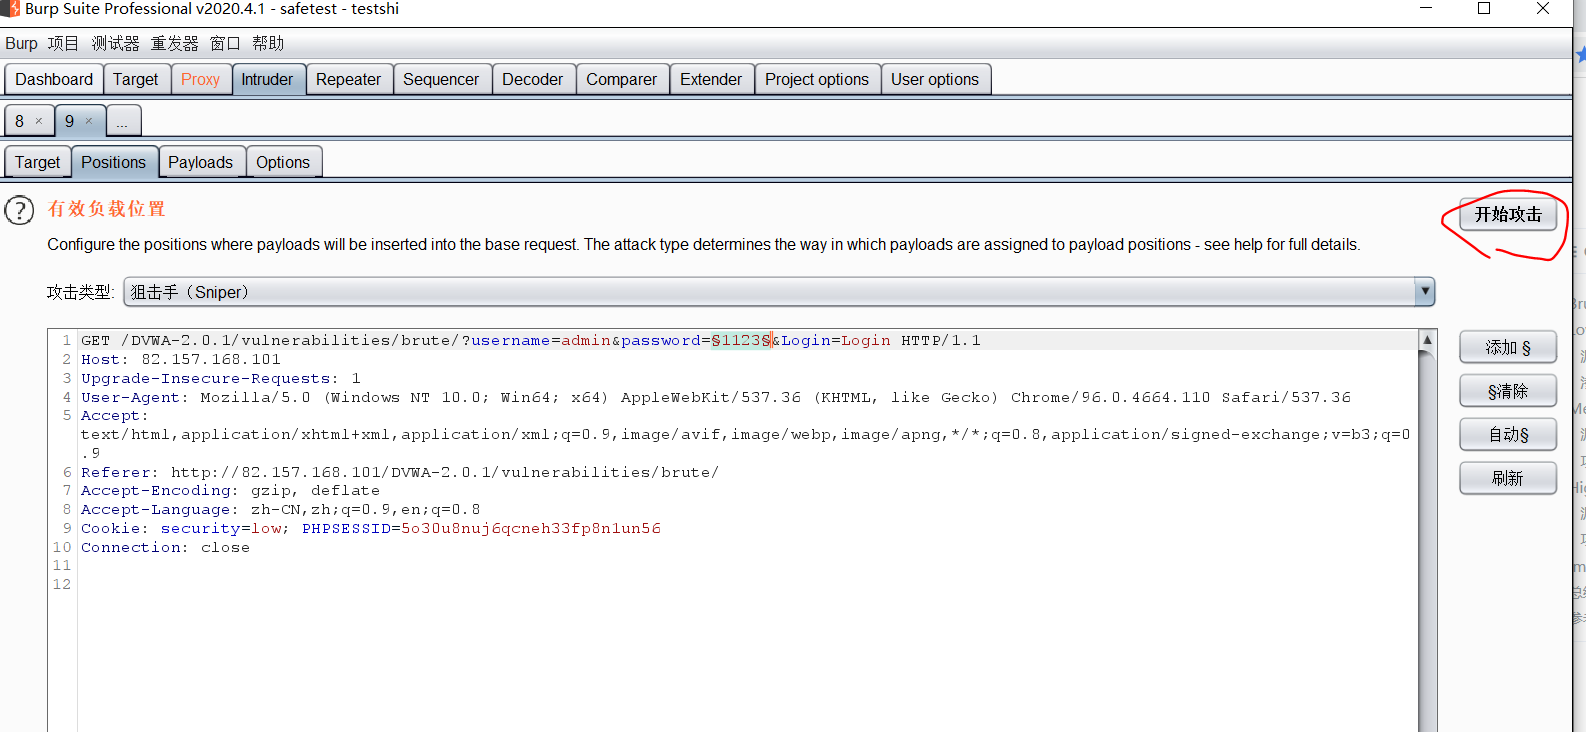 Burp Suite Professional v2020.4.1 - safetest - testshi
Burp 项目 测试器 重发器 窗口 帮助
Dashboard Target Proxy Intruder Repeater Sequencer Decoder Comparer Extender Project options User options
8 × 9 × ...
Target Positions Payloads Options
? 有效负载位置
开始攻击
Configure the positions where payloads will be inserted into the base request. The attack type determines the way in which payloads are assigned to payload positions - see help for full details.
攻击类型: 狙击手（Sniper）
1 GET /DVWA-2.0.1/vulnerabilities/brute/?username=admin&password=§1123§&Login=Login HTTP/1.1
2 Host: 82.157.168.101
3 Upgrade-Insecure-Requests: 1
4 User-Agent: Mozilla/5.0 (Windows NT 10.0; Win64; x64) AppleWebKit/537.36 (KHTML, like Gecko) Chrome/96.0.4664.110 Safari/537.36
5 Accept:
text/html,application/xhtml+xml,application/xml;q=0.9,image/avif,image/webp,image/apng,*/*;q=0.8,application/signed-exchange;v=b3;q=0
.9
6 Referer: http://82.157.168.101/DVWA-2.0.1/vulnerabilities/brute/
7 Accept-Encoding: gzip, deflate
8 Accept-Language: zh-CN,zh;q=0.9,en;q=0.8
9 Cookie: security=low; PHPSESSID=5o30u8nuj6qcneh33fp8n1un56
10 Connection: close
11
12
添加 §
§清除
自动§
刷新